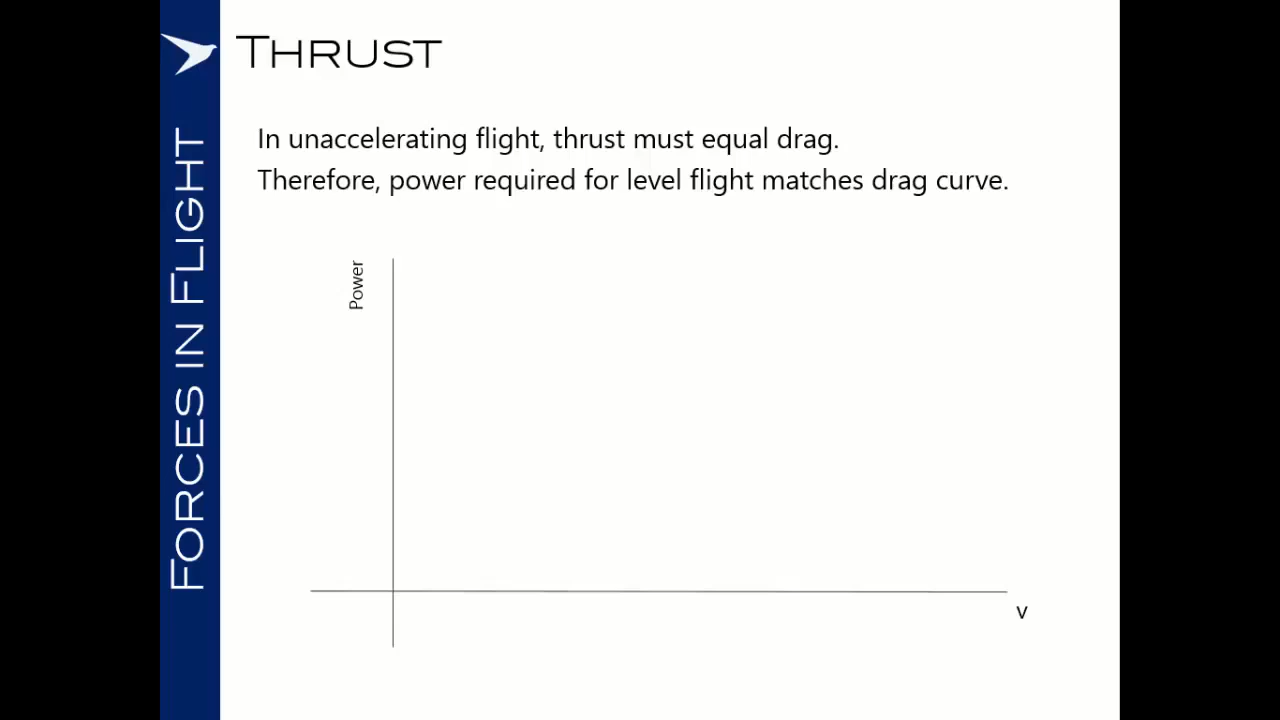 THRUST
In unaccelerating flight, thrust must equal drag.
Therefore, power required for level flight matches drag curve.
FORCES IN FLIGHT
Power
v